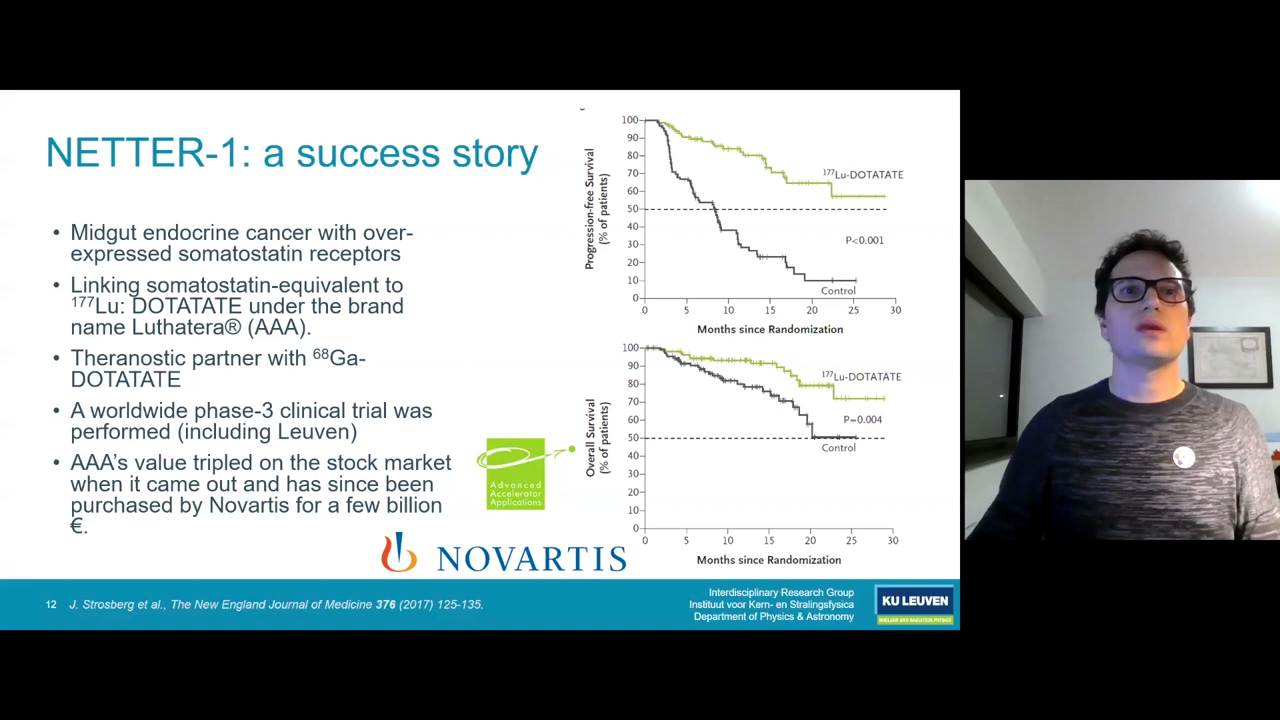 NETTER-1: a success story
• Midgut endocrine cancer with over-
expressed somatostatin receptors
• Linking somatostatin-equivalent to
¹⁷⁷Lu: DOTATATE under the brand
name Luthatera® (AAA).
• Theranostic partner with ⁶⁸Ga-
DOTATATE
• A worldwide phase-3 clinical trial was
performed (including Leuven)
• AAA's value tripled on the stock market
when it came out and has since been
purchased by Novartis for a few billion
€.
Advanced
Accelerator
Applications
NOVARTIS
Progression-free Survival
(% of patients)
100
90
80
70
60
50
40
30
20
10
0
¹⁷⁷Lu-DOTATATE
P<0.001
Control
0 5 10 15 20 25 30
Months since Randomization
Overall Survival
(% of patients)
100
90
80
70
60
50
40
30
20
10
0
¹⁷⁷Lu-DOTATATE
P=0.004
Control
0 5 10 15 20 25 30
Months since Randomization
12 J. Strosberg et al., The New England Journal of Medicine 376 (2017) 125-135.
Interdisciplinary Research Group
Instituut voor Kern- en Stralingsfysica
Department of Physics & Astronomy
KU LEUVEN
NUCLEAR AND RADIATION PHYSICS